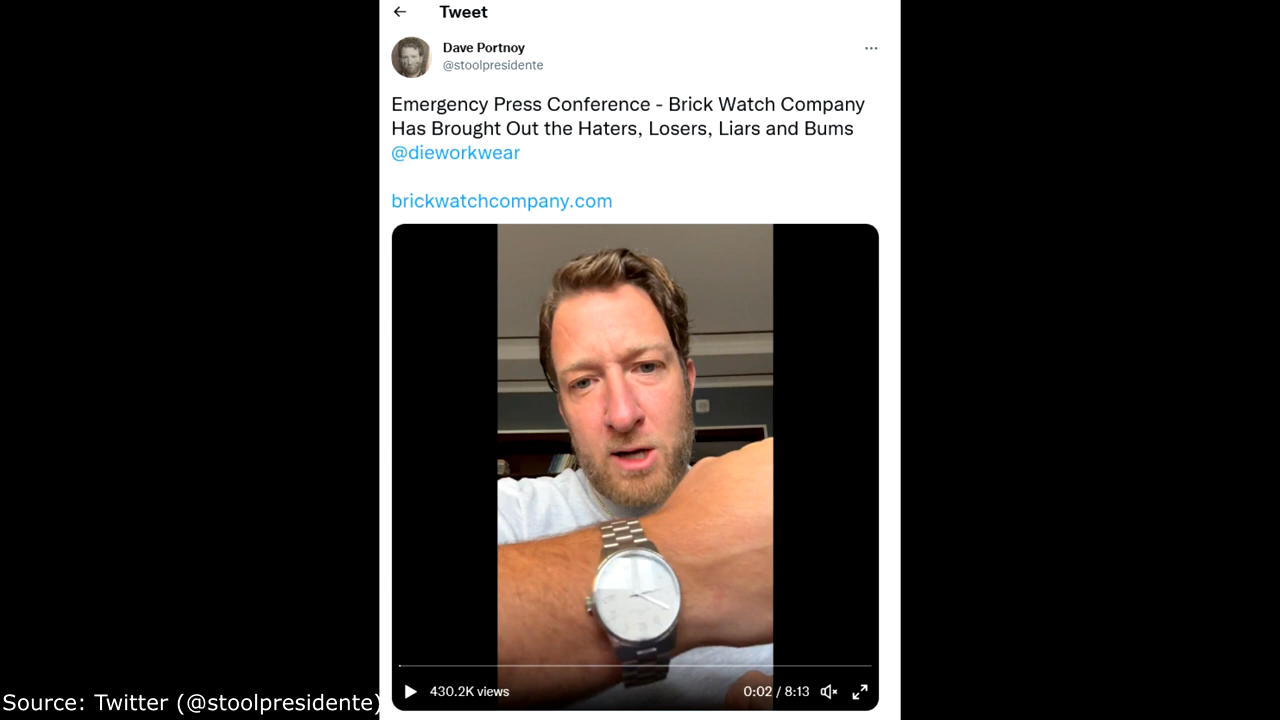 Tweet
Dave Portnoy
@stoolpresidente
Emergency Press Conference - Brick Watch Company
Has Brought Out the Haters, Losers, Liars and Bums
@dieworkwear
brickwatchcompany.com
430.2K views
0:02 / 8:13
Source: Twitter (@stoolpresidente)